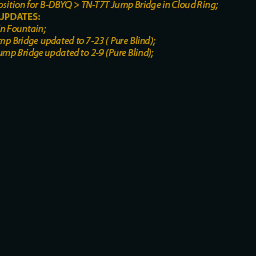 osition for B-DBYQ > TN-T7T Jump Bridge in Cloud Ring;
UPDATES:
n Fountain;
mp Bridge updated to 7-23 ( Pure Blind);
ump Bridge updated to 2-9 (Pure Blind);